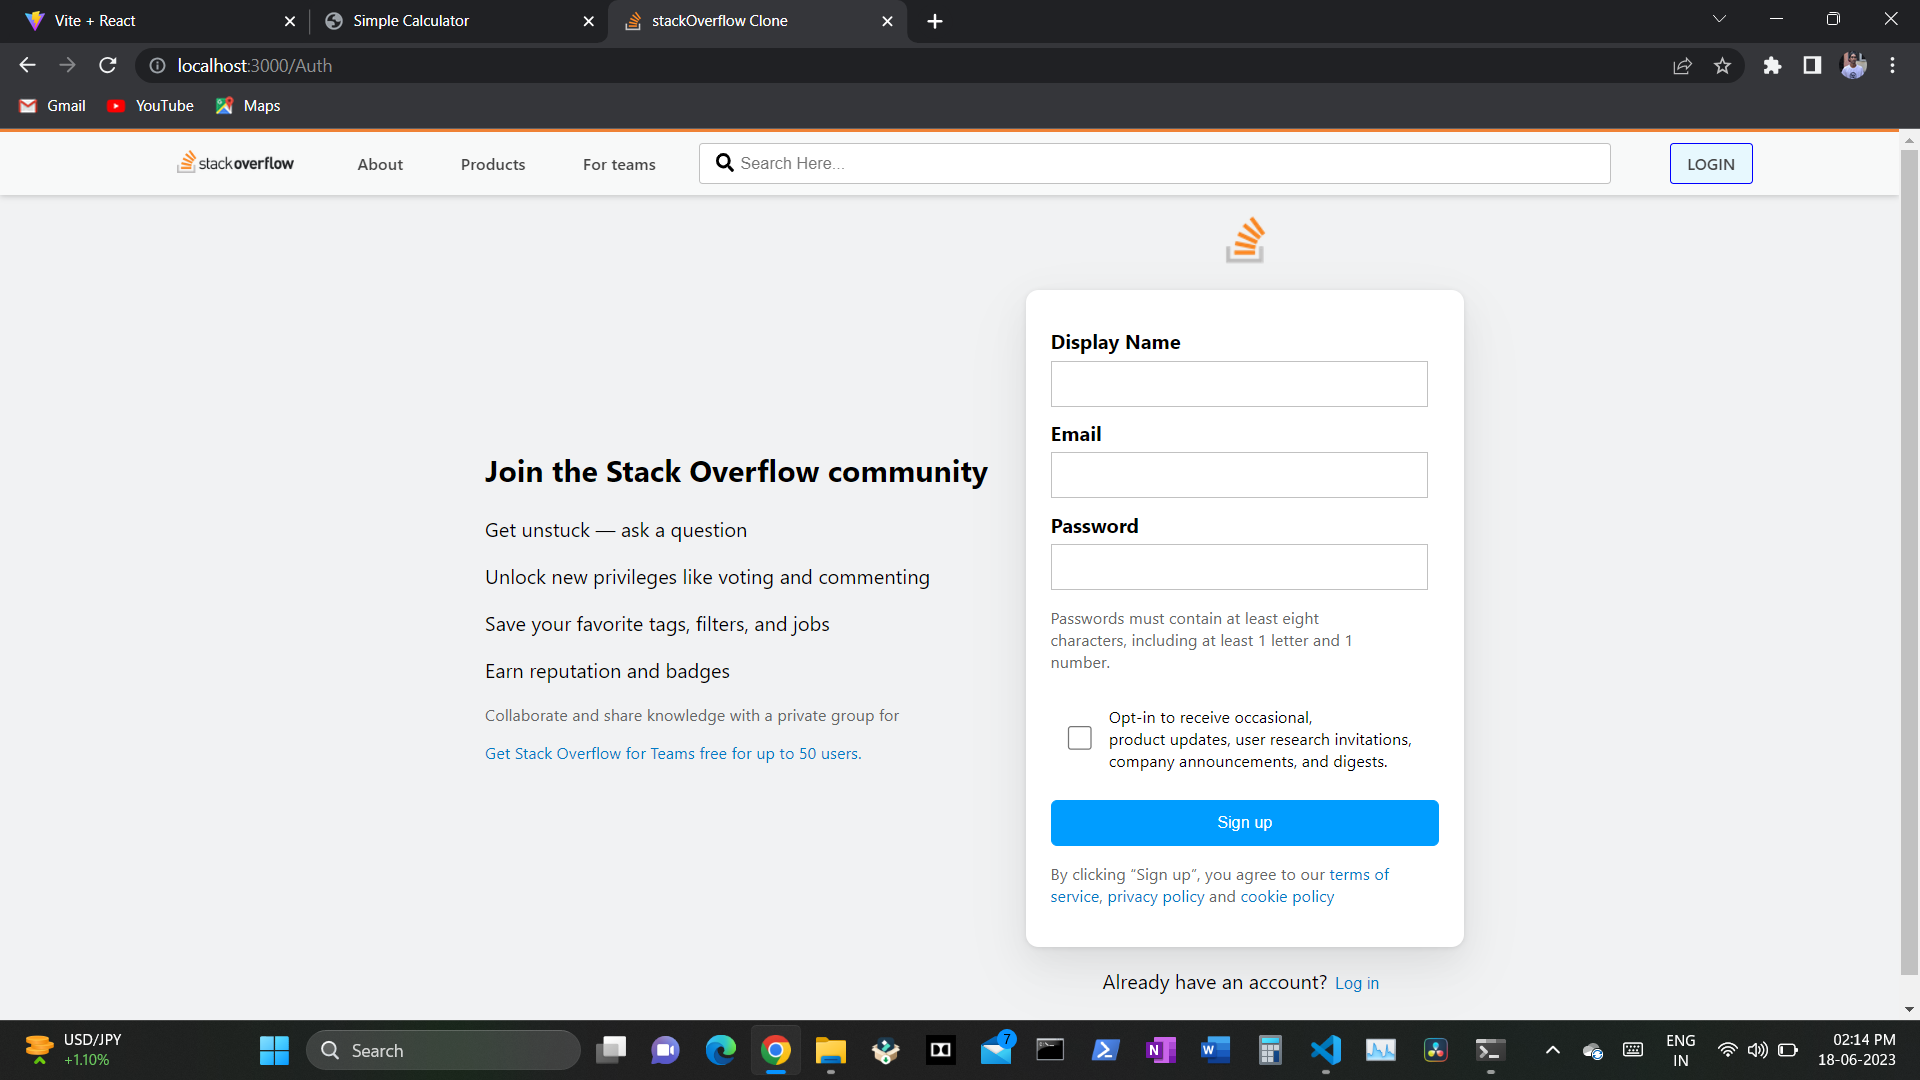 Vite + React
Simple Calculator
stackOverflow Clone
localhost:3000/Auth
Gmail
YouTube
Maps
stackoverflow
About
Products
For teams
Search Here...
LOGIN
Join the Stack Overflow community
Get unstuck — ask a question
Unlock new privileges like voting and commenting
Save your favorite tags, filters, and jobs
Earn reputation and badges
Collaborate and share knowledge with a private group for
Get Stack Overflow for Teams free for up to 50 users.
Display Name
Email
Password
Passwords must contain at least eight
characters, including at least 1 letter and 1
number.
Opt-in to receive occasional,
product updates, user research invitations,
company announcements, and digests.
Sign up
By clicking “Sign up”, you agree to our terms of
service, privacy policy and cookie policy
Already have an account? Log in
USD/JPY
+1.10%
Search
7
ENG
IN
02:14 PM
18-06-2023